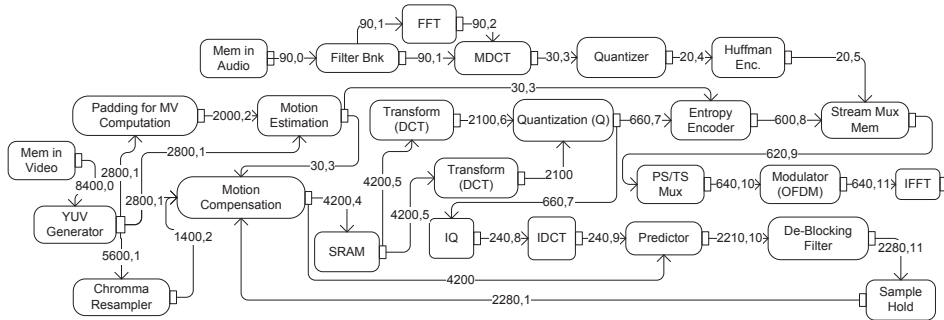 90,1
FFT
90,2
Mem in
Audio
90,0
Filter Bnk
90,1
MDCT
30,3
Quantizer
20,4
Huffman
Enc.
20,5
30,3
Padding for MV
Computation
2000,2
Motion
Estimation
Transform
(DCT)
2100,6
Quantization (Q)
660,7
Entropy
Encoder
600,8
Stream Mux
Mem
Mem in
Video
8400,0
2800,1
2800,1
30,3
620,9
YUV
Generator
2800,1
Motion
Compensation
4200,4
4200,5
Transform
(DCT)
2100
PS/TS
Mux
640,10
Modulator
(OFDM)
640,11
IFFT
660,7
4200,5
1400,2
5600,1
SRAM
IQ
240,8
IDCT
240,9
Predictor
2210,10
De-Blocking
Filter
2280,11
Chromma
Resampler
4200
2280,1
Sample
Hold